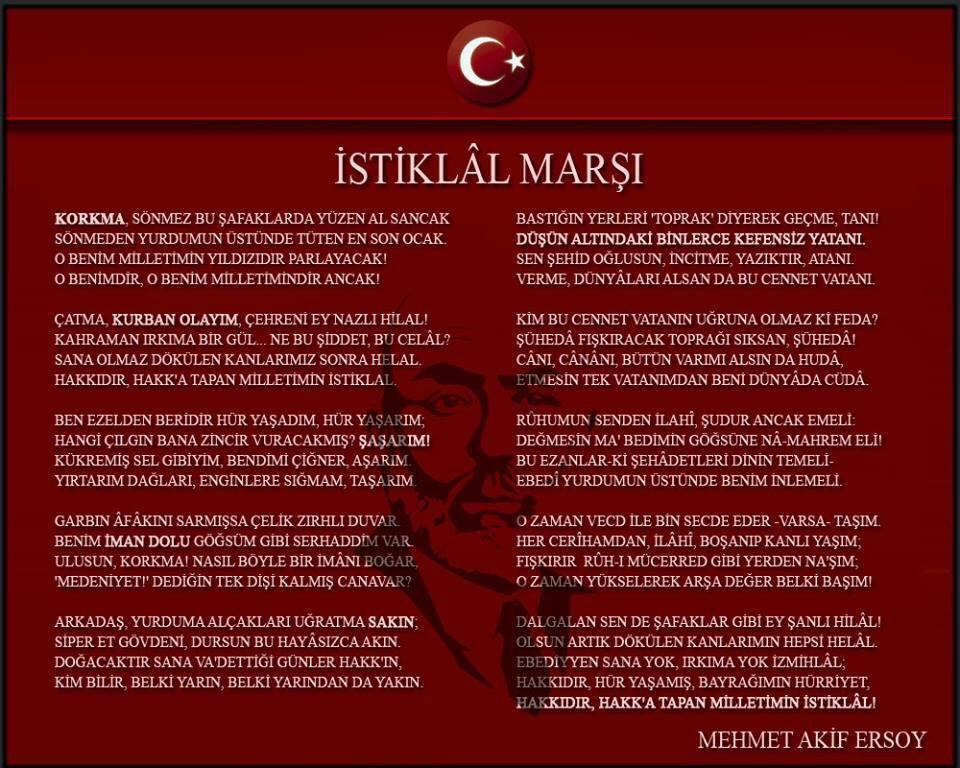 İSTİKLÂL MARŞI
KORKMA, SÖNMEZ BU ŞAFAKLARDA YÜZEN AL SANCAK
SÖNMEDEN YURDUMUN ÜSTÜNDE TÜTEN EN SON OCAK.
O BENİM MİLLETİMİN YILDIZIDIR PARLAYACAK!
O BENİMDİR, O BENİM MİLLETİMİNDİR ANCAK!
ÇATMA, KURBAN OLAYIM, ÇEHRENİ EY NAZLI HİLAL!
KAHRAMAN IRKIMA BİR GÜL... NE BU ŞİDDET, BU CELÂL?
SANA OLMAZ DÖKÜLEN KANLARIMIZ SONRA HELAL.
HAKKIDIR, HAKK'A TAPAN MİLLETİMİN İSTİKLAL.
BEN EZELDEN BERİDİR HÜR YAŞADIM, HÜR YAŞARIM;
HANGİ ÇILGIN BANA ZİNCİR VURACAKMIŞ? ŞAŞARIM!
KÜKREMİŞ SEL GİBİYİM, BENDİMİ ÇİĞNER, AŞARIM.
YIRTARIM DAĞLARI, ENGİNLERE SIĞMAM, TAŞARIM.
GARBIN ÂFÂKINI SARMIŞSA ÇELİK ZIRHLI DUVAR.
BENİM İMAN DOLU GÖĞSÜM GİBİ SERHADDİM VAR.
ULUSUN, KORKMA! NASIL BÖYLE BİR İMÂNI BOĞAR,
'MEDENİYET!' DEDİĞİN TEK DİŞİ KALMIŞ CANAVAR?
ARKADAŞ, YURDUMA ALÇAKLARI UĞRATMA SAKIN;
SİPER ET GÖVDENİ, DURSUN BU HAYÂSIZCA AKIN.
DOĞACAKTIR SANA VA'DETTİĞİ GÜNLER HAKK'IN,
KİM BİLİR, BELKİ YARIN, BELKİ YARINDAN DA YAKIN.
BASTIĞIN YERLERİ 'TOPRAK' DİYEREK GEÇME, TANI!
DÜŞÜN ALTINDAKİ BİNLERCE KEFENSİZ YATANI.
SEN ŞEHİD OĞLUSUN, İNCİTME, YAZIKTIR, ATANI.
VERME, DÜNYÂLARI ALSAN DA BU CENNET VATANI.
KİM BU CENNET VATANIN UĞRUNA OLMAZ Kİ FEDA?
ŞÜHEDÂ FIŞKIRACAK TOPRAĞI SIKSAN, ŞÜHEDÂ!
CÂNI, CÂNÂNI, BÜTÜN VARIMI ALSIN DA HUDÂ,
ETMESİN TEK VATANIMDAN BENİ DÜNYÂDA CÜDÂ.
RÛHUMUN SENDEN İLAHÎ, ŞUDUR ANCAK EMELİ:
DEĞMESİN MA' BEDİMİN GÖĞSÜNE NÂ-MAHREM ELİ!
BU EZANLAR-Kİ ŞEHÂDETLERİ DİNİN TEMELİ-
EBEDÎ YURDUMUN ÜSTÜNDE BENİM İNLEMELİ.
O ZAMAN VECD İLE BİN SECDE EDER -VARSA- TAŞIM.
HER CERÎHAMDAN, İLÂHÎ, BOŞANIP KANLI YAŞIM;
FIŞKIRIR RÛH-I MÜCERRED GİBİ YERDEN NA'ŞIM;
O ZAMAN YÜKSELEREK ARŞA DEĞER BELKİ BAŞIM!
DALGALAN SEN DE ŞAFAKLAR GİBİ EY ŞANLI HİLÂL!
OLSUN ARTIK DÖKÜLEN KANLARIMIN HEPSİ HELÂL.
EBEDİYYEN SANA YOK, IRKIMA YOK İZMİHLÂL;
HAKKIDIR, HÜR YAŞAMIŞ, BAYRAĞIMIN HÜRRİYET,
HAKKIDIR, HAKK'A TAPAN MİLLETİMİN İSTİKLÂL!
MEHMET AKİF ERSOY